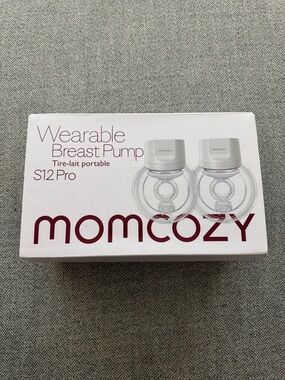 Wearable
Breast Pump
Tire-lait portable
S12 Pro
momcozy